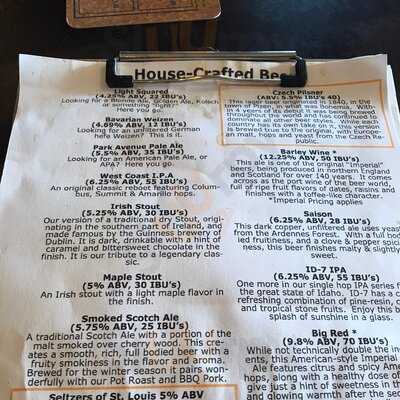 House-Crafted Bee
Light Squared
(4.25% ABV, 22 IBU's)
Looking for a Blonde Ale, Golden Ale, Kolsch
or something "light?"
Here you go.
Bavarian Weizen
(4.69% ABV, 12 IBU's)
Looking for an unfiltered German
hefe Weizen? This is it.
Park Avenue Pale Ale
(5.5% ABV, 35 IBU's)
Looking for an American Pale Ale, or
APA? Here you go.
West Coast I.P.A
(6.25% ABV, 55 IBU's)
An original classic reboot featuring Colum-
bus, Summit & Amarillo hops.
Irish Stout
(5.25% ABV, 30 IBU's)
Our version of a traditional dry Stout, orig-
inating in the southern part of Ireland, and
made famous by the Guinness brewery of
Dublin. It is dark, drinkable with a hint of
caramel and bittersweet chocolate in the
finish. It is our tribute to a legendary clas-
sic.
Maple Stout
(5% ABV, 30 IBU's)
An Irish stout with a light maple flavor in
the finish.
Smoked Scotch Ale
(5.75% ABV, 25 IBU's)
A traditional Scotch Ale with a portion of the
malt smoked over cherry wood. This cre-
ates a smooth, rich, full bodied beer with a
fruity smokiness in the flavor and aroma.
Brewed for the winter season it pairs won-
derfully with our Pot Roast and BBQ Pork.
Seltzers of St. Louis 5% ABV
Czech Pilsner
(ABV: 5.5% IBU's 40)
This lager beer originated in 1840, in the
town of Plzen, in what was Bohemia. With-
in 4 years of its debut it was being brewed
throughout the world and has continued to
dominate all other beer styles. While each
country has its own take on it, this version
is brewed true to the original, with Europe-
an malt, hops and yeast from the Czech Re-
public.
Barley Wine *
(12.25% ABV, 50 IBU's)
This ale is one of the original "Imperial"
beers, being produced in northern England
and Scotland for over 140 years. It comes
across as the port wine of the beer world,
full of ripe fruit flavors of dates, raisins and
finishes with a coffee-like character.
*Imperial Pricing applies
Saison
(6.25% ABV, 28 IBU's)
This dark copper, unfiltered ale uses yeast
from the Ardennes Forest. With a full bod-
ied fruitiness, and a clove & pepper spici-
ness, this beer finishes malty & slightly
sweet.
ID-7 IPA
(6.25% ABV, 55 IBU's)
One more in our single hop IPA series f
the great state of Idaho. ID-7 has a c
refreshing combination of pine-resin, c
and tropical stone fruits. Enjoy this b
splash of sunshine in a glass.
Big Red *
(9.8% ABV, 70 IBU's)
While not technically double the in
ents, this American-style Imperial
Ale features citrus and spicy Am
hops, along with a healthy dose of
give just a hint of sweetness in th
and glowing warmth after the se